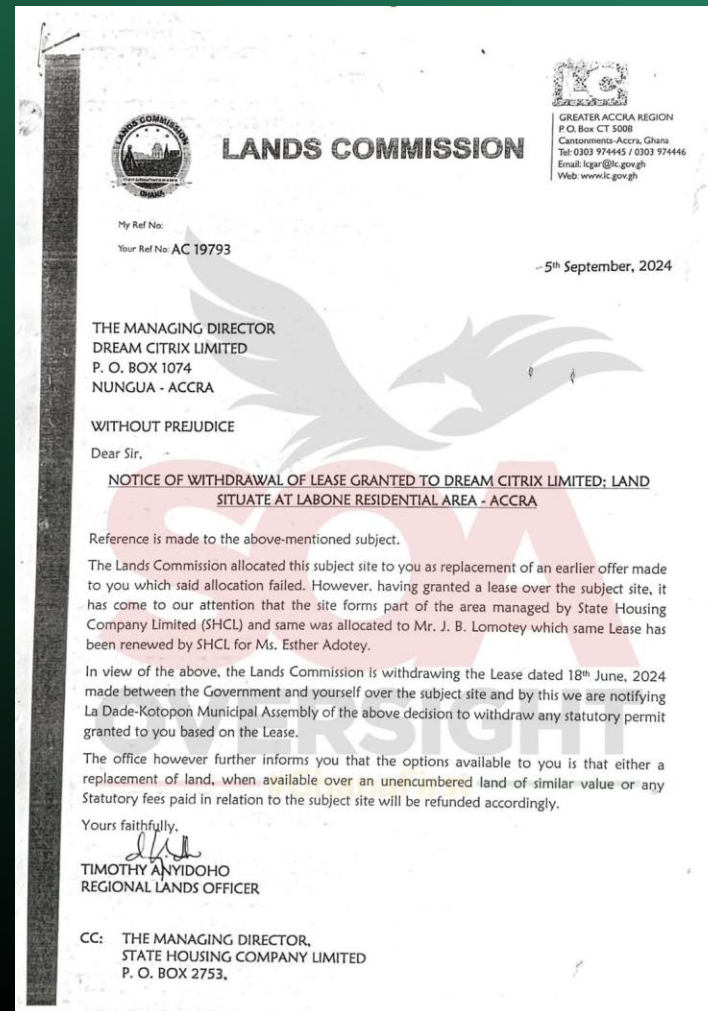 LC
GREATER ACCRA REGION
P. O. Box CT 5008
Cantonments-Accra, Ghana
Tel: 0303 974445 / 0303 974446
Email: lcgar@lc.gov.gh
Web: www.lc.gov.gh
LANDS COMMISSION
GHANA
LANDS COMMISSION
My Ref No:
Your Ref No: AC 19793
5th September, 2024
THE MANAGING DIRECTOR
DREAM CITRIX LIMITED
P. O. BOX 1074
NUNGUA - ACCRA
WITHOUT PREJUDICE
Dear Sir,
NOTICE OF WITHDRAWAL OF LEASE GRANTED TO DREAM CITRIX LIMITED; LAND
SITUATE AT LABONE RESIDENTIAL AREA - ACCRA
Reference is made to the above-mentioned subject.
The Lands Commission allocated this subject site to you as replacement of an earlier offer made
to you which said allocation failed. However, having granted a lease over the subject site, it
has come to our attention that the site forms part of the area managed by State Housing
Company Limited (SHCL) and same was allocated to Mr. J. B. Lomotey which same Lease has
been renewed by SHCL for Ms. Esther Adotey.
In view of the above, the Lands Commission is withdrawing the Lease dated 18th June, 2024
made between the Government and yourself over the subject site and by this we are notifying
La Dade-Kotopon Municipal Assembly of the above decision to withdraw any statutory permit
granted to you based on the Lease.
The office however further informs you that the options available to you is that either a
replacement of land, when available over an unencumbered land of similar value or any
Statutory fees paid in relation to the subject site will be refunded accordingly.
Yours faithfully,
TIMOTHY ANYIDOHO
REGIONAL LANDS OFFICER
CC: THE MANAGING DIRECTOR,
STATE HOUSING COMPANY LIMITED
P. O. BOX 2753,
SOA
OVERSIGHT